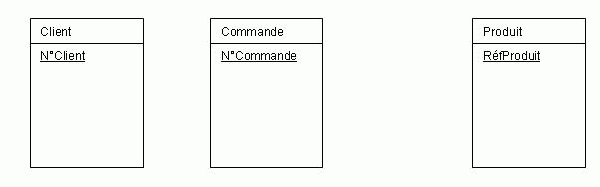 Client
N°Client
Commande
N°Commande
Produit
RéfProduit